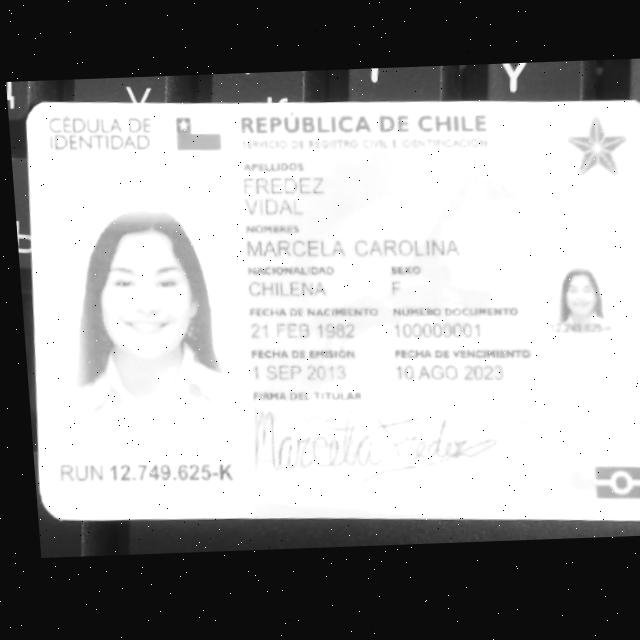 Y
CÉDULA DE
IDENTIDAD
REPÚBLICA DE CHILE
SERVICIO DE REGISTRO CIVIL E IDENTIFICACIÓN
APELLIDOS
FREDEZ
VIDAL
NOMBRES
MARCELA CAROLINA
NACIONALIDAD SEXO
CHILENA F
FECHA DE NACIMIENTO NÚMERO DOCUMENTO
21 FEB 1982 100000001
FECHA DE EMISIÓN FECHA DE VENCIMIENTO
1 SEP 2013 10 AGO 2023
FIRMA DEL TITULAR
Marcela Fredez
RUN 12.749.625-K